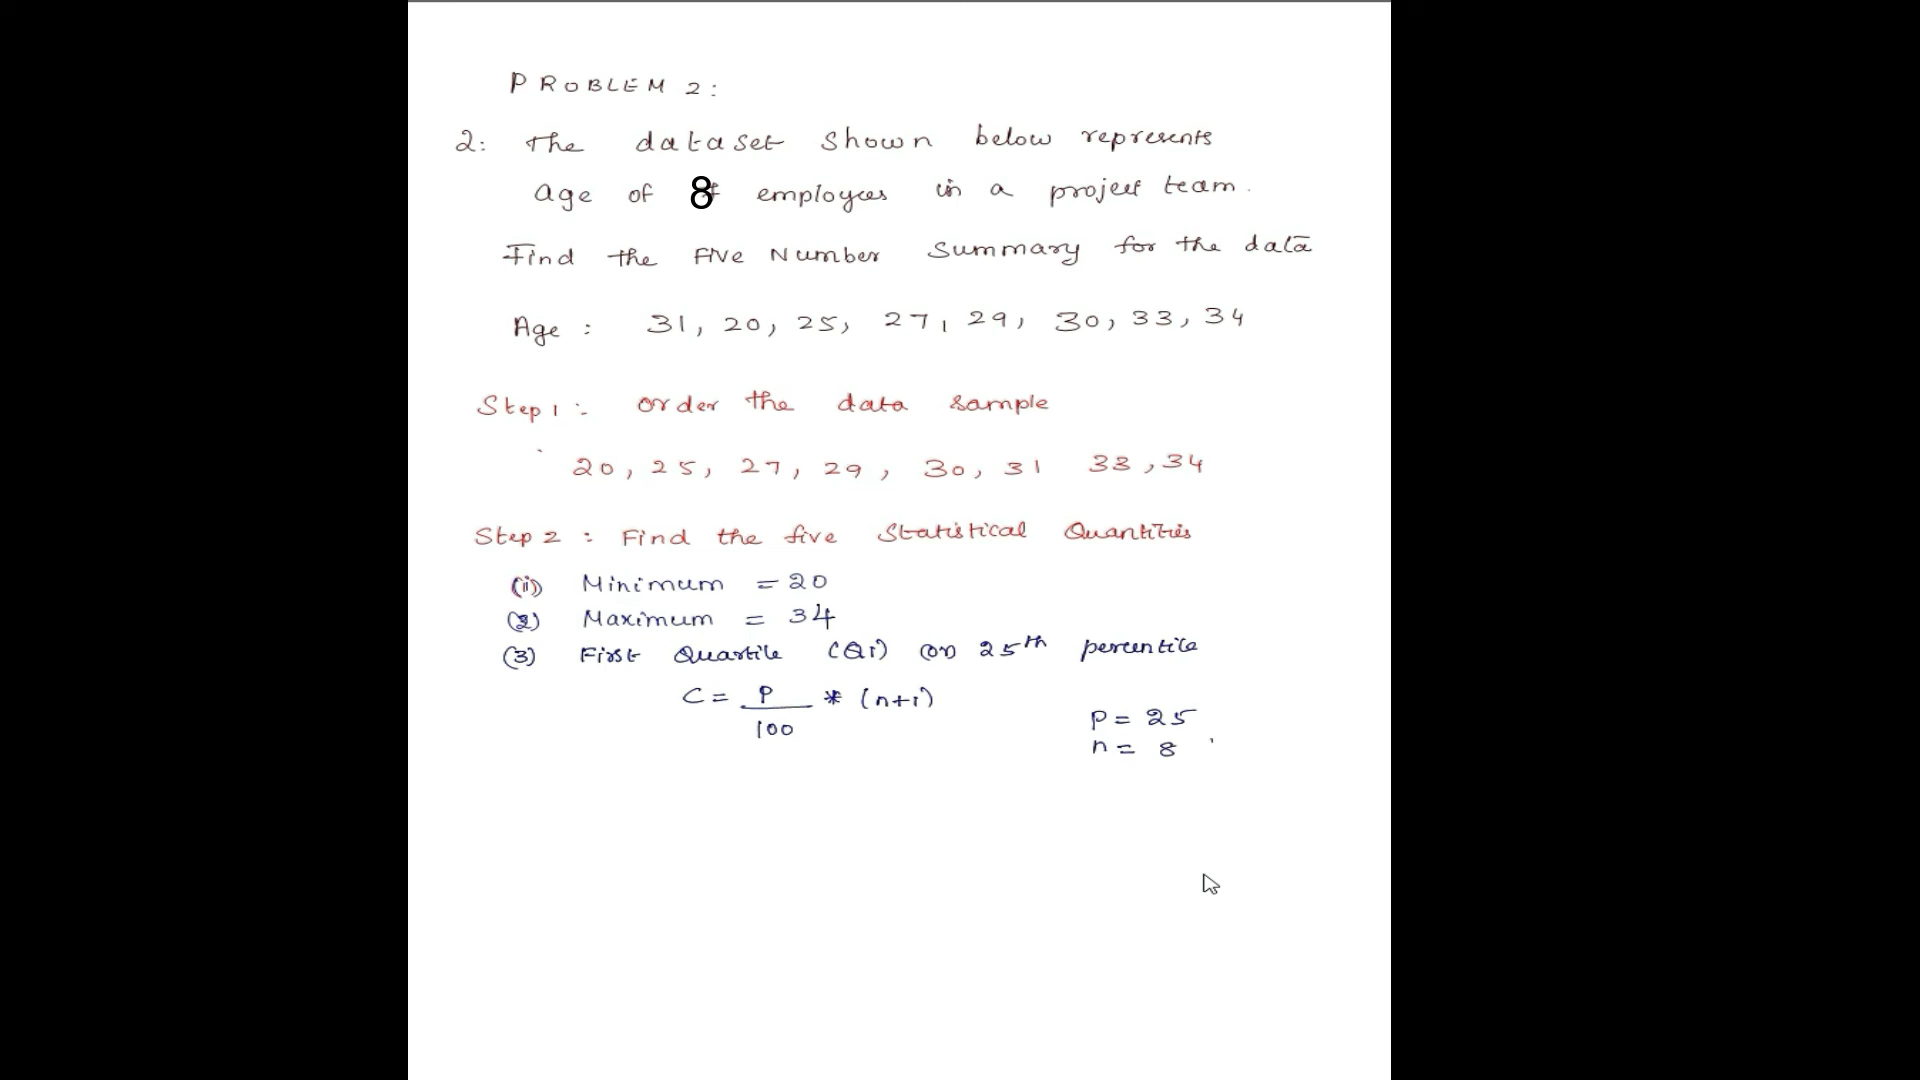 PROBLEM 2:
2: The dataset shown below represents
age of 8 employees in a project team.
Find the Five Number Summary for the data
Age : 31, 20, 25, 27, 29, 30, 33, 34
Step 1 :- order the data sample
20, 25, 27, 29, 30, 31 33, 34
Step 2 : Find the five Statistical Quantities
(1) Minimum = 20
(2) Maximum = 34
(3) First Quartile (Q1) (or) 25th percentile
C = P/100 * (n+1)
P = 25
n = 8